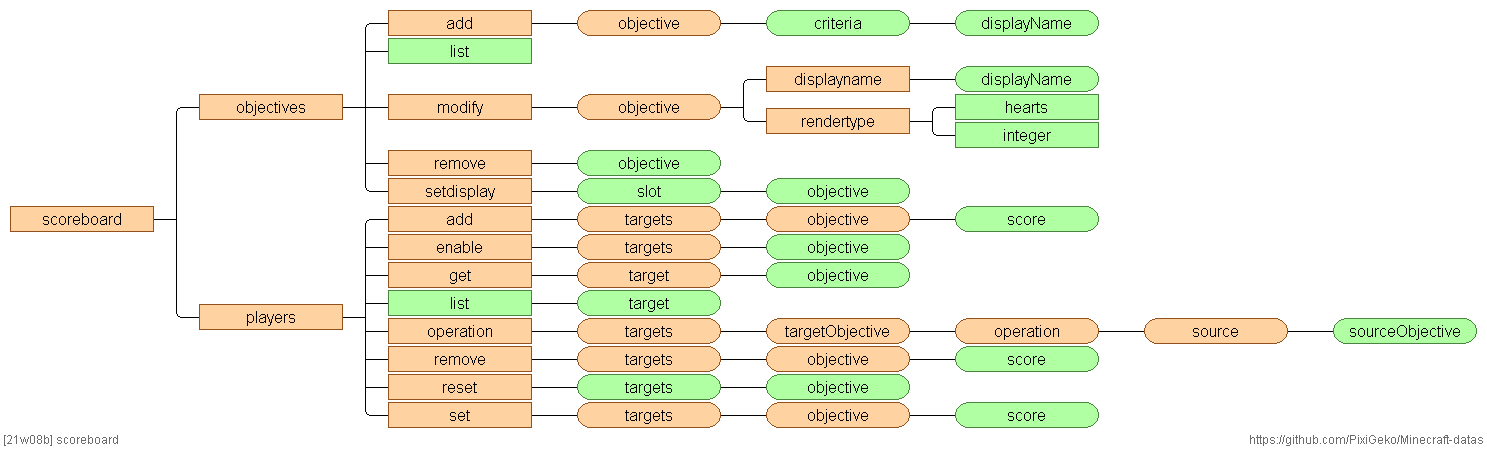 add objective criteria displayName
list
displayname displayName
objectives modify objective hearts
rendertype
integer
remove objective
setdisplay slot objective
scoreboard add targets objective score
enable targets objective
get target objective
list target
players
operation targets targetObjective operation source sourceObjective
remove targets objective score
reset targets objective
set targets objective score
[21w08b] scoreboard https://github.com/PixiGeko/Minecraft-datas